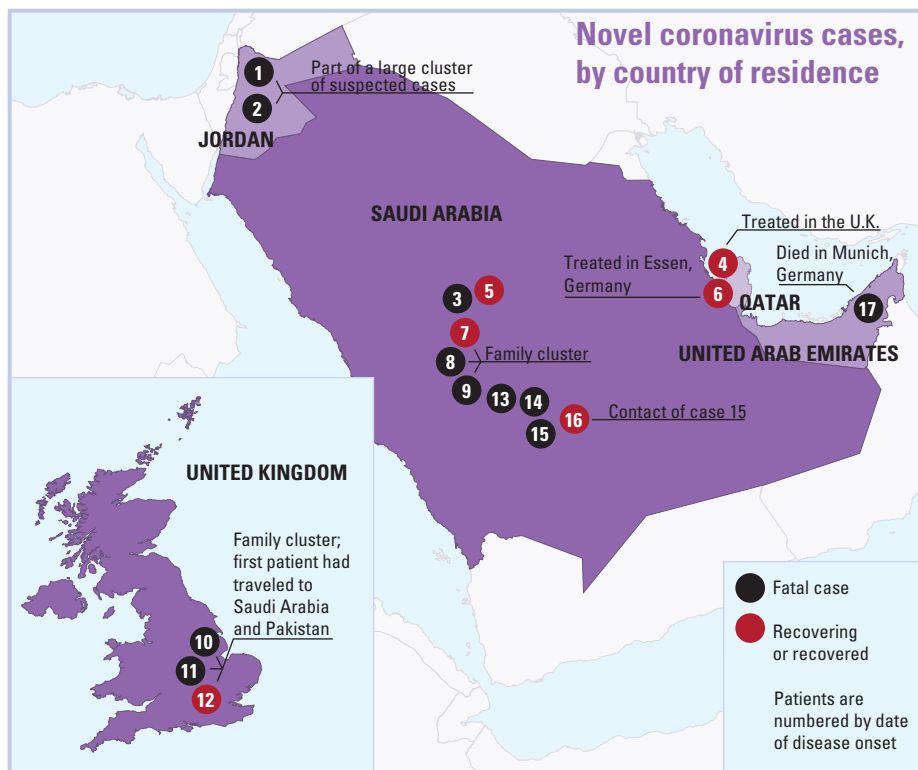 Novel coronavirus cases,
by country of residence
1
2
Part of a large cluster
of suspected cases
JORDAN
SAUDI ARABIA
Treated in the U.K.
4
Treated in Essen,
Germany
6
QATAR
Died in Munich,
Germany
17
UNITED ARAB EMIRATES
3
5
7
8
Family cluster
9
13
14
15
16
Contact of case 15
UNITED KINGDOM
Family cluster;
first patient had
traveled to
Saudi Arabia
and Pakistan
10
11
12
Fatal case
Recovering
or recovered
Patients are
numbered by date
of disease onset